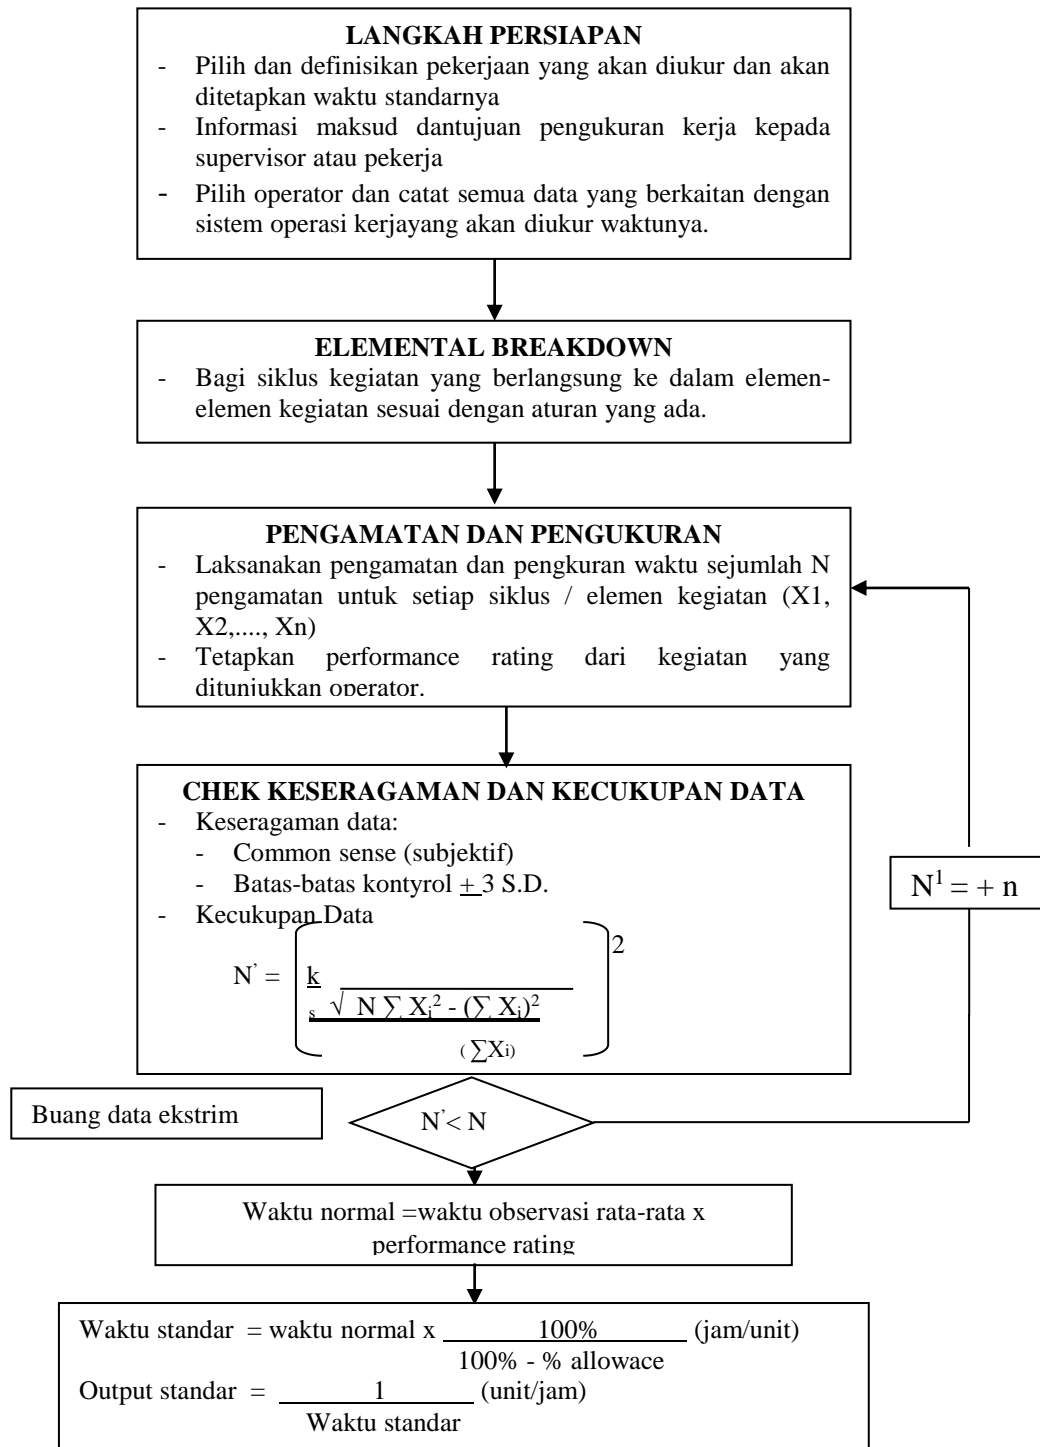 LANGKAH PERSIAPAN
- Pilih dan definisikan pekerjaan yang akan diukur dan akan
ditetapkan waktu standarnya
- Informasi maksud dantujuan pengukuran kerja kepada
supervisor atau pekerja
- Pilih operator dan catat semua data yang berkaitan dengan
sistem operasi kerjayang akan diukur waktunya.
ELEMENTAL BREAKDOWN
- Bagi siklus kegiatan yang berlangsung ke dalam elemen-
elemen kegiatan sesuai dengan aturan yang ada.
PENGAMATAN DAN PENGUKURAN
- Laksanakan pengamatan dan pengkuran waktu sejumlah N
pengamatan untuk setiap siklus / elemen kegiatan (X1,
X2,...., Xn)
- Tetapkan performance rating dari kegiatan yang
ditunjukkan operator.
CHEK KESERAGAMAN DAN KECUKUPAN DATA
- Keseragaman data:
- Common sense (subjektif)
- Batas-batas kontyrol + 3 S.D.
- Kecukupan Data
2
N’ = k
s √ N ∑ Xi² - (∑ Xi)²
( ∑Xi)
N¹ = + n
Buang data ekstrim
N’< N
Waktu normal =waktu observasi rata-rata x
performance rating
Waktu standar = waktu normal x 100% (jam/unit)
100% - % allowace
Output standar = 1 (unit/jam)
Waktu standar